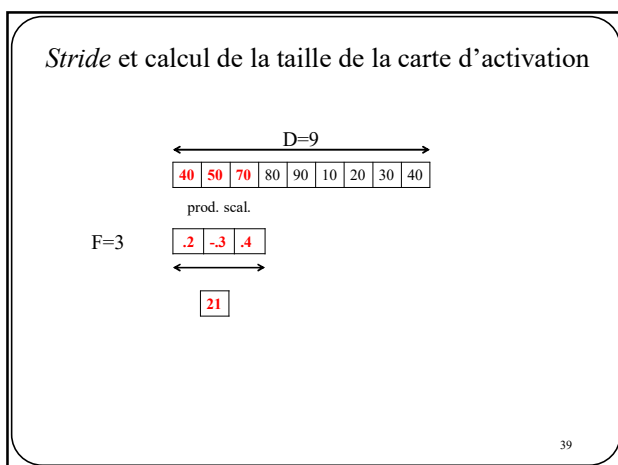 Stride et calcul de la taille de la carte d’activation
D=9
40 50 70 80 90 10 20 30 40
prod. scal.
F=3 .2 -.3 .4
21
39